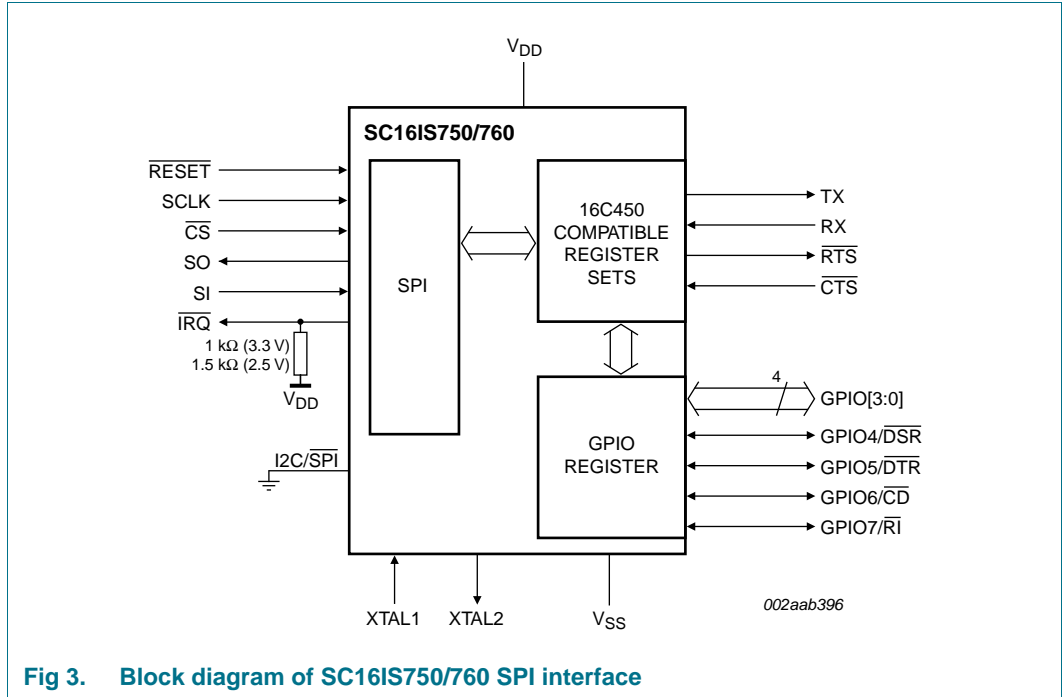 VDD
SC16IS750/760
RESET
SCLK
CS
SO
SI
IRQ
1 kΩ (3.3 V)
1.5 kΩ (2.5 V)
VDD
I2C/SPI
SPI
16C450
COMPATIBLE
REGISTER
SETS
TX
RX
RTS
CTS
GPIO
REGISTER
4
GPIO[3:0]
GPIO4/DSR
GPIO5/DTR
GPIO6/CD
GPIO7/RI
XTAL1
XTAL2
VSS
002aab396
Fig 3. Block diagram of SC16IS750/760 SPI interface